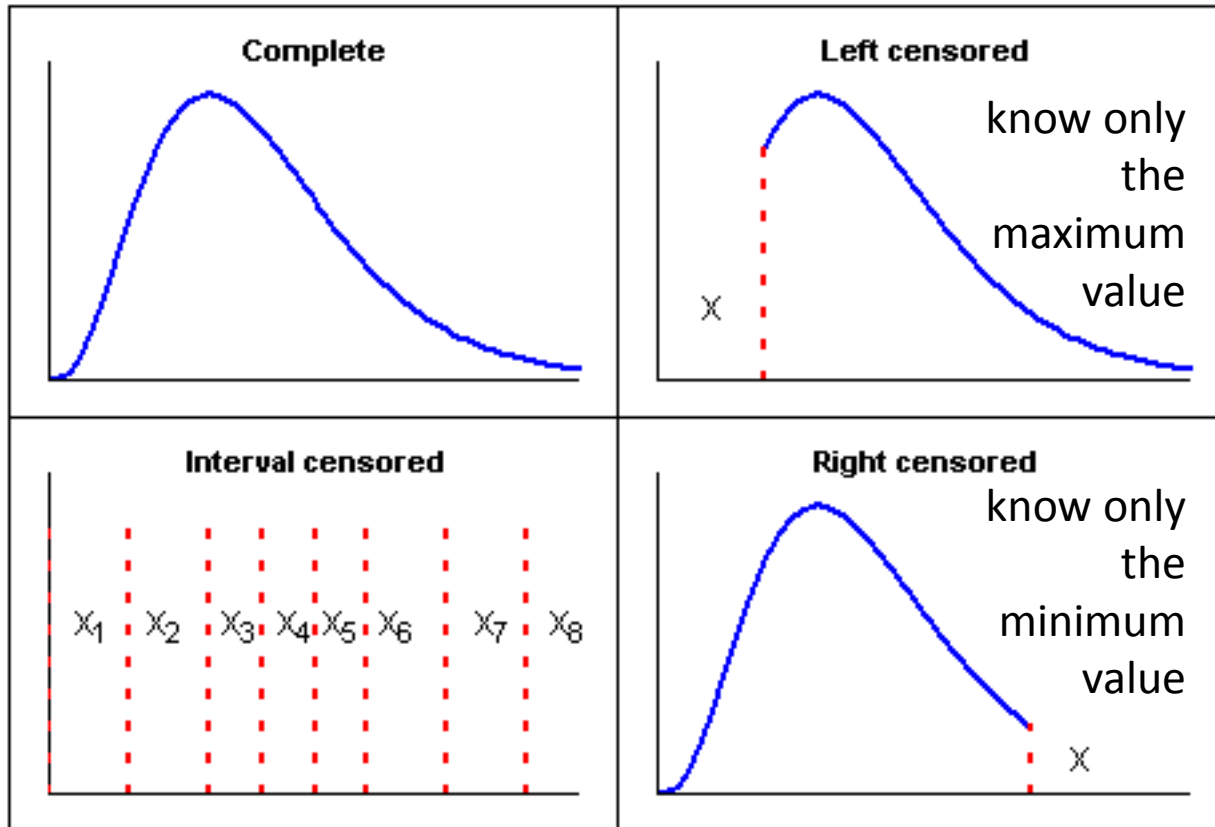 Complete
Left censored
know only
the
maximum
value
X
Interval censored
X₁ X₂ X₃ X₄ X₅ X₆ X₇ X₈
Right censored
know only
the
minimum
value
X